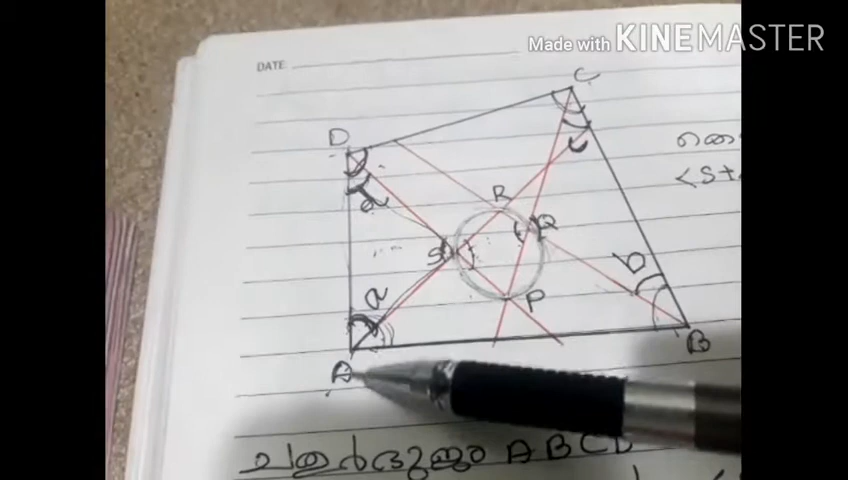 Made with KINEMASTER
DATE
C
D
c
R
d
Q
S
b
a
P
B
A
ചതുർഭുജം ABCD